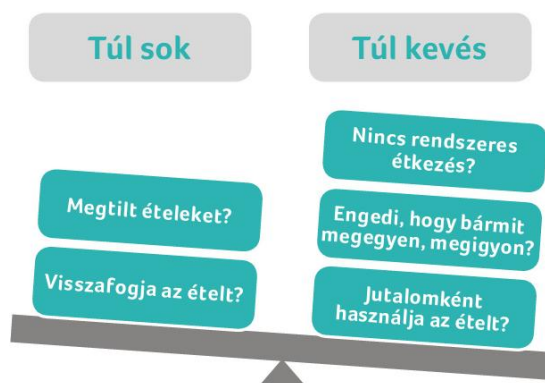 Túl sok
Túl kevés
Megtilt ételeket?
Visszafogja az ételt?
Nincs rendszeres
étkezés?
Engedi, hogy bármit
megegyen, megigyon?
Jutalomként
használja az ételt?